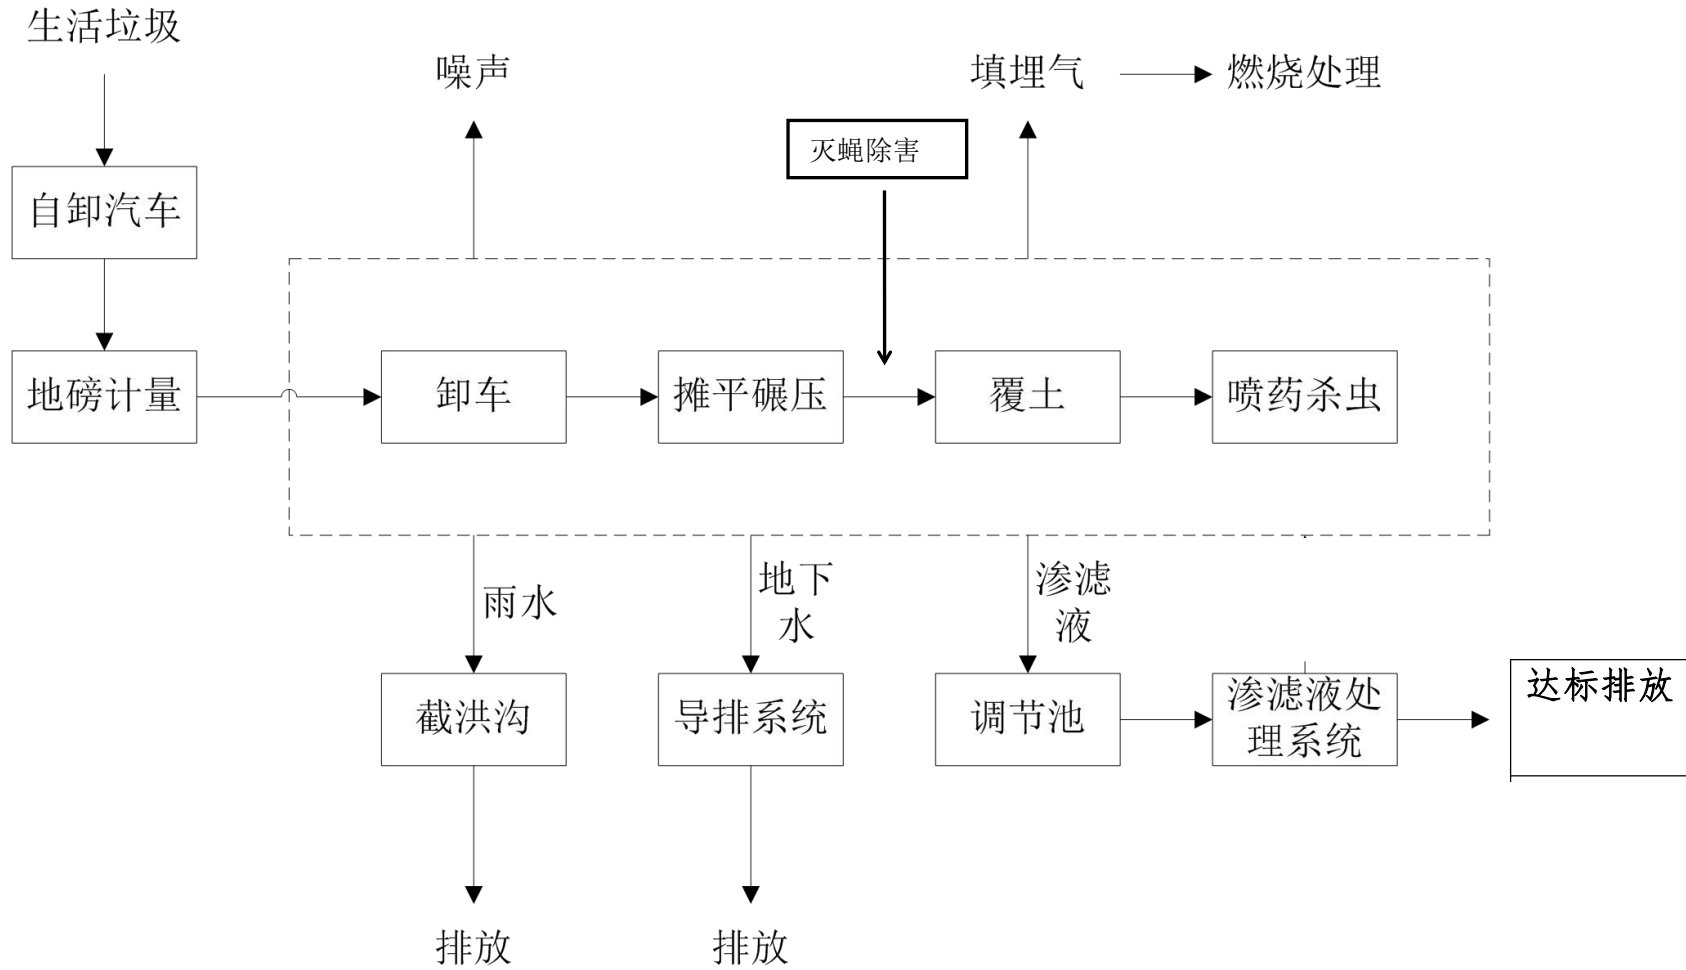 生活垃圾
噪声
填埋气
燃烧处理
灭蝇除害
自卸汽车
地磅计量
卸车
摊平碾压
覆土
喷药杀虫
雨水
地下
水
渗滤
液
截洪沟
导排系统
调节池
渗滤液处
理系统
达标排放
排放
排放